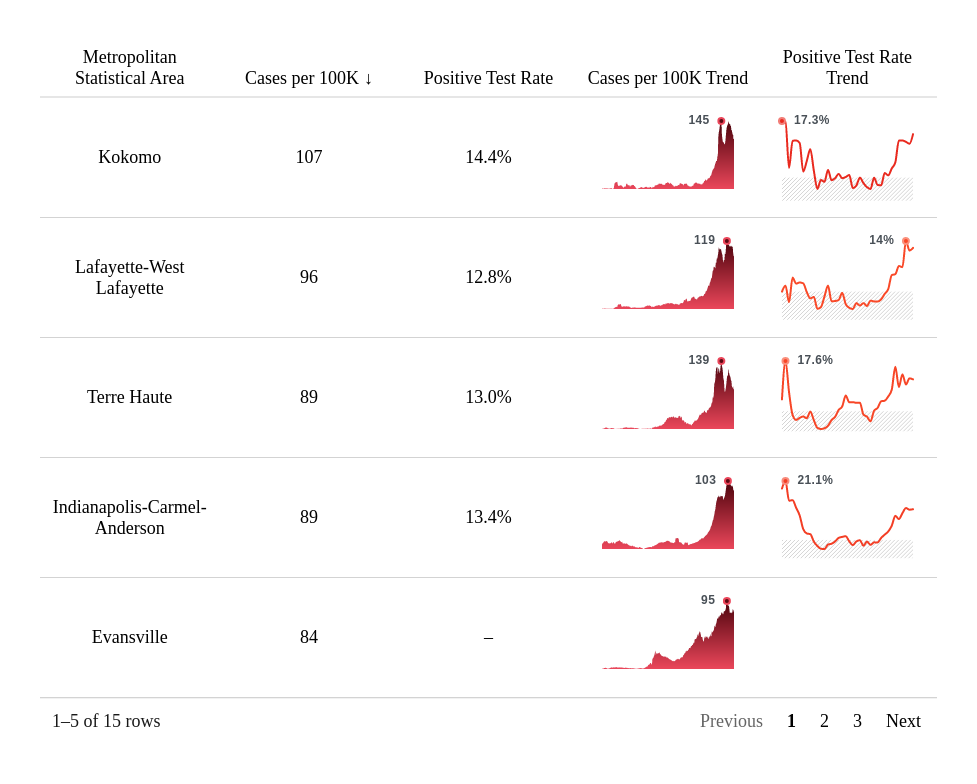 Metropolitan
Statistical Area
Cases per 100K ↓
Positive Test Rate
Cases per 100K Trend
Positive Test Rate
Trend
Kokomo
107
14.4%
145
17.3%
Lafayette-West
Lafayette
96
12.8%
119
14%
Terre Haute
89
13.0%
139
17.6%
Indianapolis-Carmel-
Anderson
89
13.4%
103
21.1%
Evansville
84
–
95
1–5 of 15 rows
Previous 1 2 3 Next